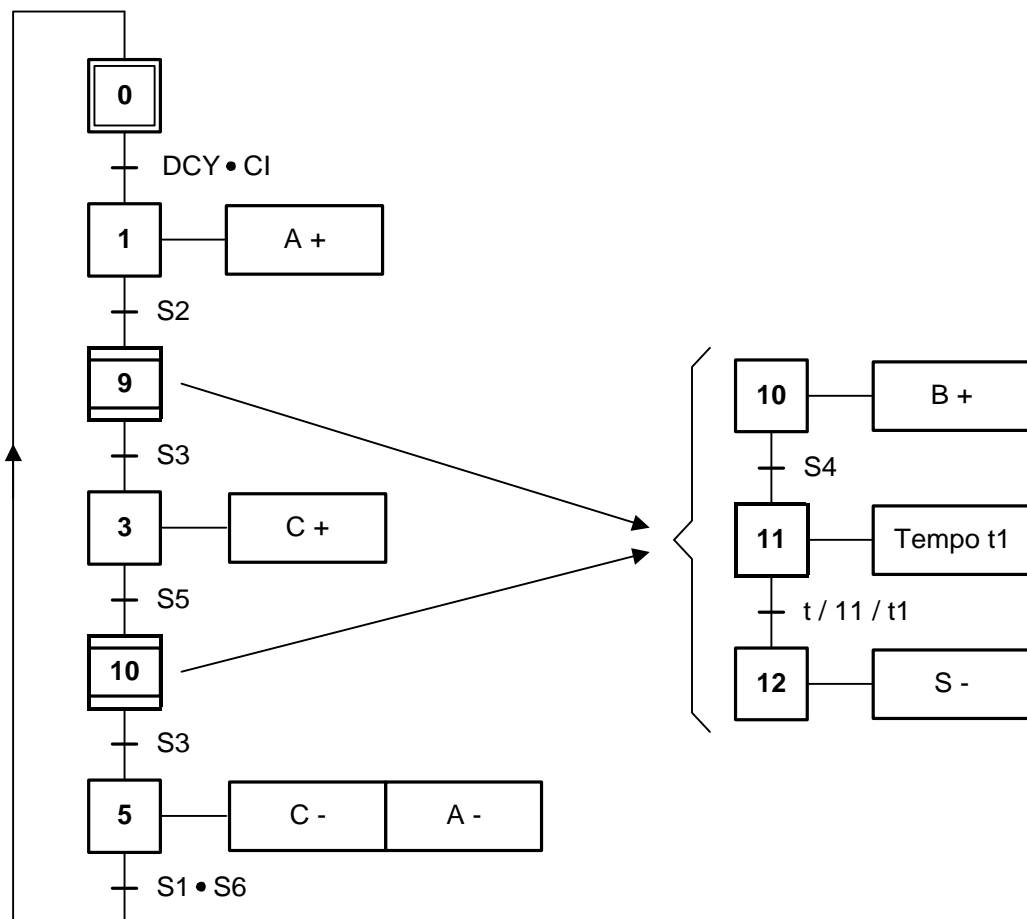 0
DCY • CI
1
A +
S2
9
S3
3
C +
S5
10
S3
5
C -
A -
S1 • S6
10
B +
S4
11
Tempo t1
t / 11 / t1
12
S -